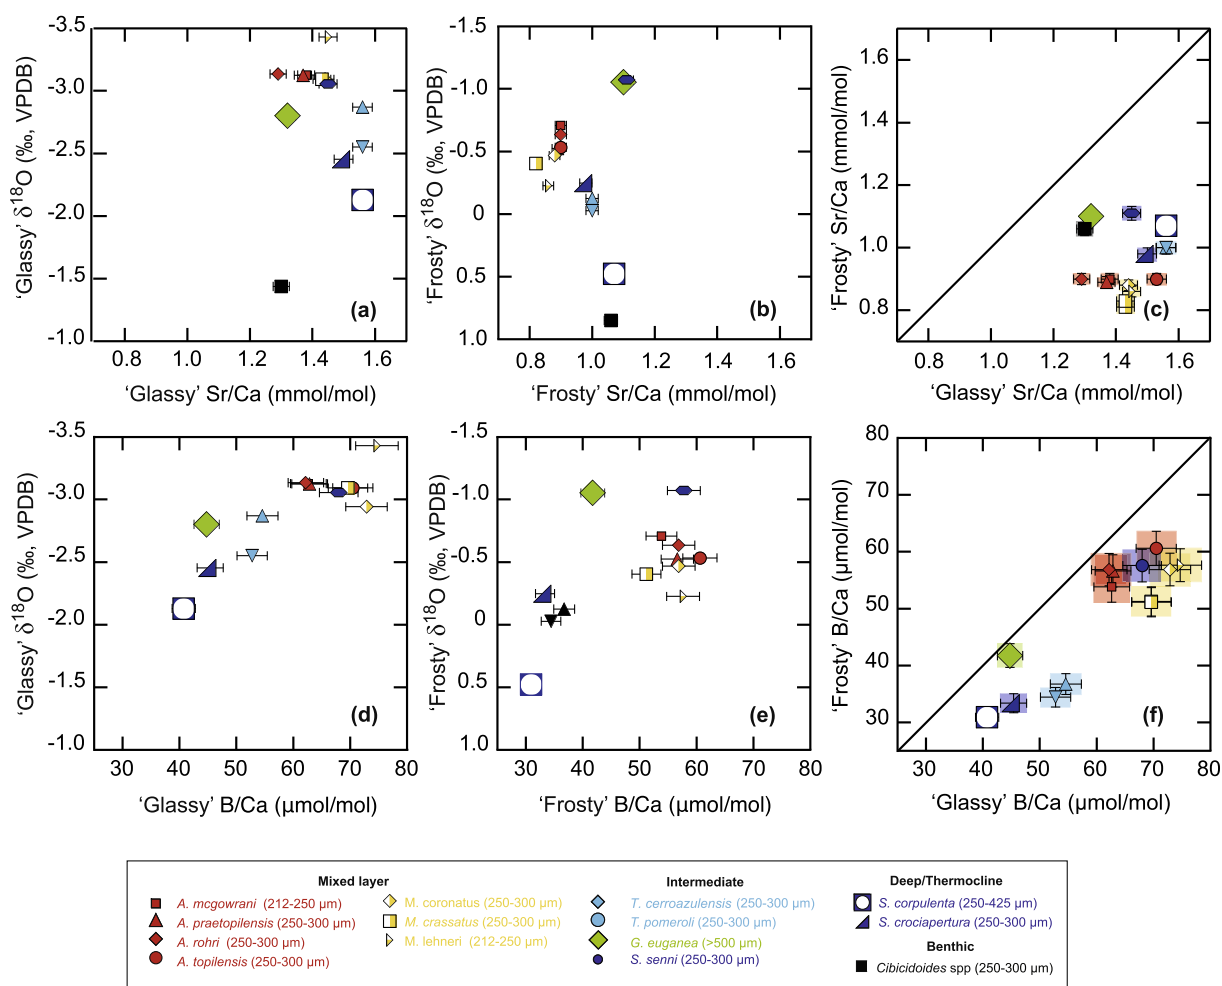 -3.5
-3.0
-2.5
-2.0
-1.5
-1.0
0.8 1.0 1.2 1.4 1.6
'Glassy' δ18O (‰, VPDB)
'Glassy' Sr/Ca (mmol/mol)
(a)
-1.5
-1.0
-0.5
0
0.5
1.0
0.8 1.0 1.2 1.4 1.6
'Frosty' δ18O (‰, VPDB)
'Frosty' Sr/Ca (mmol/mol)
(b)
1.6
1.4
1.2
1.0
0.8
1.0 1.2 1.4 1.6
'Frosty' Sr/Ca (mmol/mol)
'Glassy' Sr/Ca (mmol/mol)
(c)
-3.5
-3.0
-2.5
-2.0
-1.5
-1.0
30 40 50 60 70 80
'Glassy' δ18O (‰, VPDB)
'Glassy' B/Ca (µmol/mol)
(d)
-1.5
-1.0
-0.5
0
0.5
1.0
30 40 50 60 70 80
'Frosty' δ18O (‰, VPDB)
'Frosty' B/Ca (µmol/mol)
(e)
80
70
60
50
40
30
30 40 50 60 70 80
'Frosty' B/Ca (µmol/mol)
'Glassy' B/Ca (µmol/mol)
(f)
Mixed layer
A. mcgowrani (212-250 µm)
A. praetopilensis (250-300 µm)
A. rohri (250-300 µm)
A. topilensis (250-300 µm)
M. coronatus (250-300 µm)
M. crassatus (250-300 µm)
M. lehneri (212-250 µm)
Intermediate
T. cerroazulensis (250-300 µm)
T. pomeroli (250-300 µm)
G. euganea (>500 µm)
S. senni (250-300 µm)
Deep/Thermocline
S. corpulenta (250-425 µm)
S. crociapertura (250-300 µm)
Benthic
Cibicidoides spp (250-300 µm)